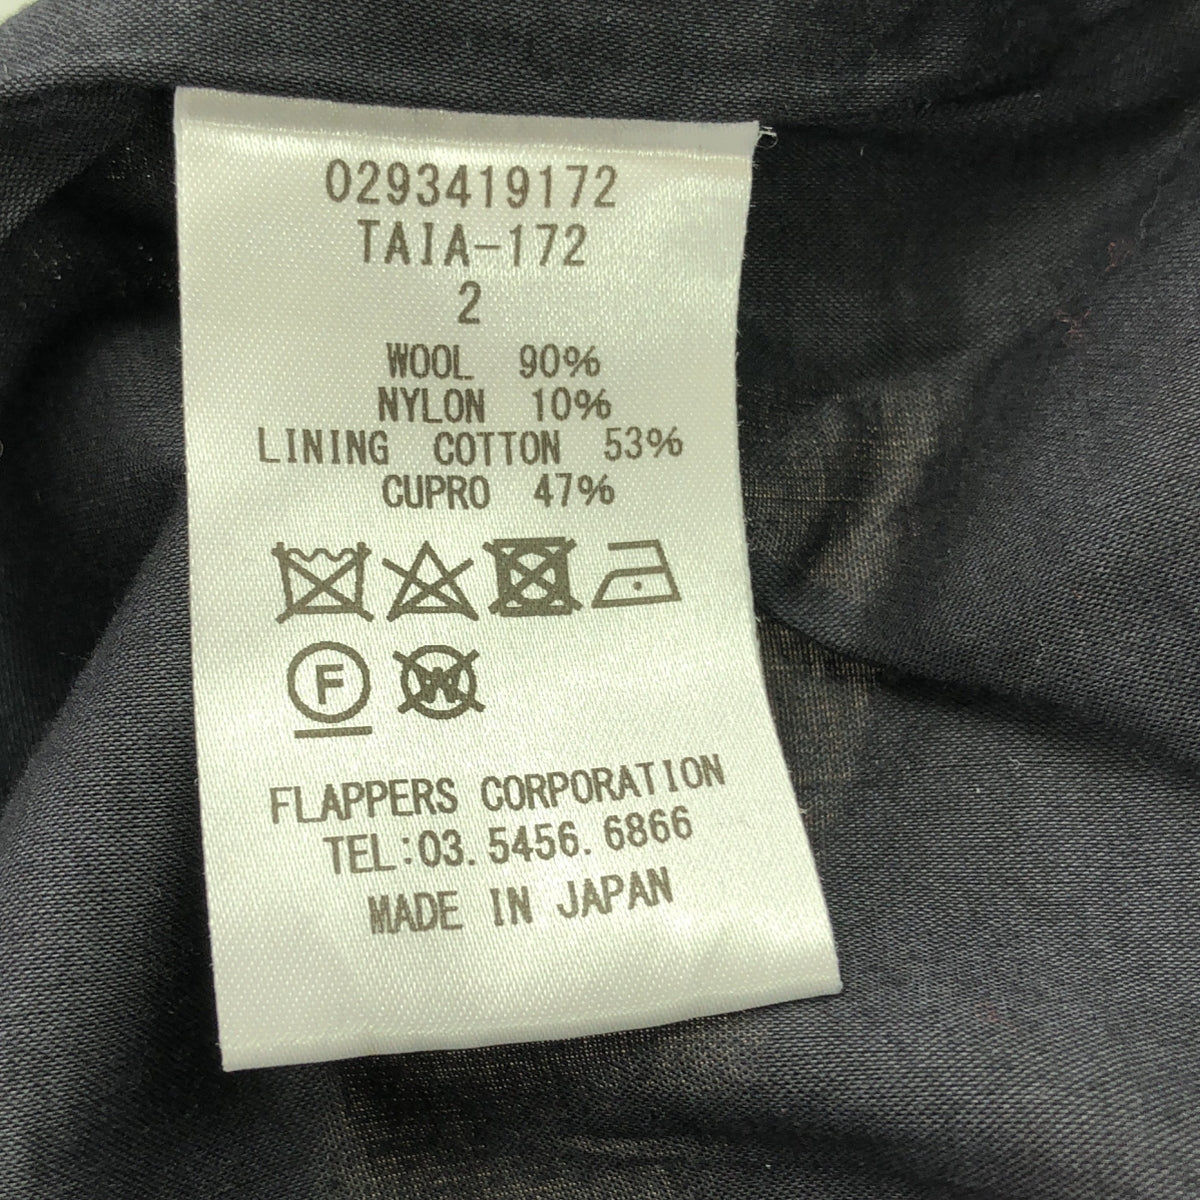 0293419172
TAIA-172
2
WOOL 90%
NYLON 10%
LINING COTTON 53%
CUPRO 47%
F W
FLAPPERS CORPORATION
TEL:03.5456.6866
MADE IN JAPAN